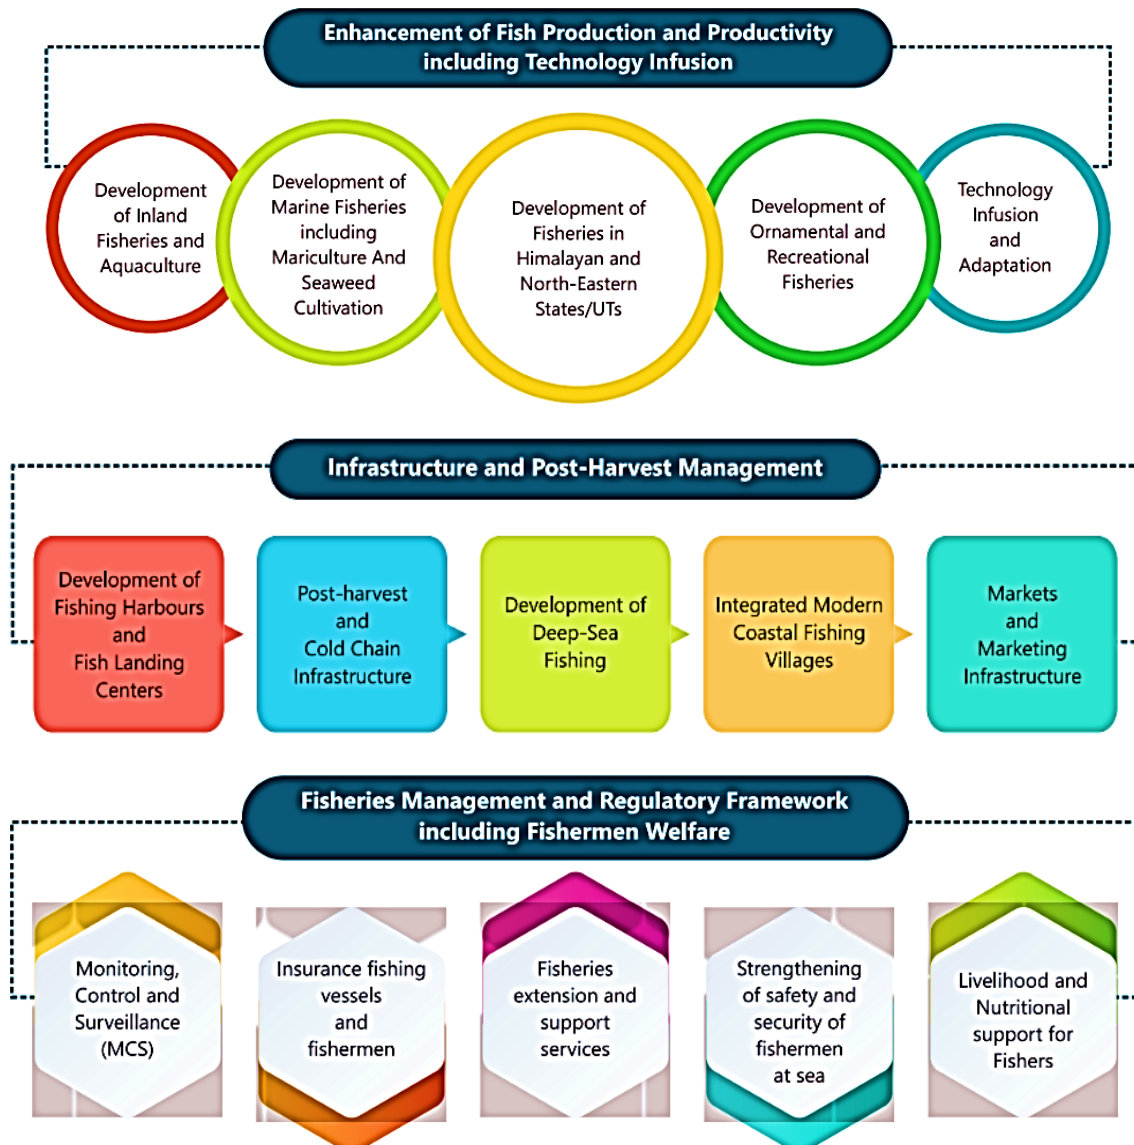 Enhancement of Fish Production and Productivity
including Technology Infusion
Development
of Inland
Fisheries and
Aquaculture
Development of
Marine Fisheries
including
Mariculture And
Seaweed
Cultivation
Development of
Fisheries in
Himalayan and
North-Eastern
States/UTs
Development of
Ornamental and
Recreational
Fisheries
Technology
Infusion
and
Adaptation
Infrastructure and Post-Harvest Management
Development of
Fishing Harbours
and
Fish Landing
Centers
Post-harvest
and
Cold Chain
Infrastructure
Development of
Deep-Sea
Fishing
Integrated Modern
Coastal Fishing
Villages
Markets
and
Marketing
Infrastructure
Fisheries Management and Regulatory Framework
including Fishermen Welfare
Monitoring,
Control and
Surveillance
(MCS)
Insurance fishing
vessels
and
fishermen
Fisheries
extension and
support
services
Strengthening
of safety and
security of
fishermen
at sea
Livelihood and
Nutritional
support for
Fishers